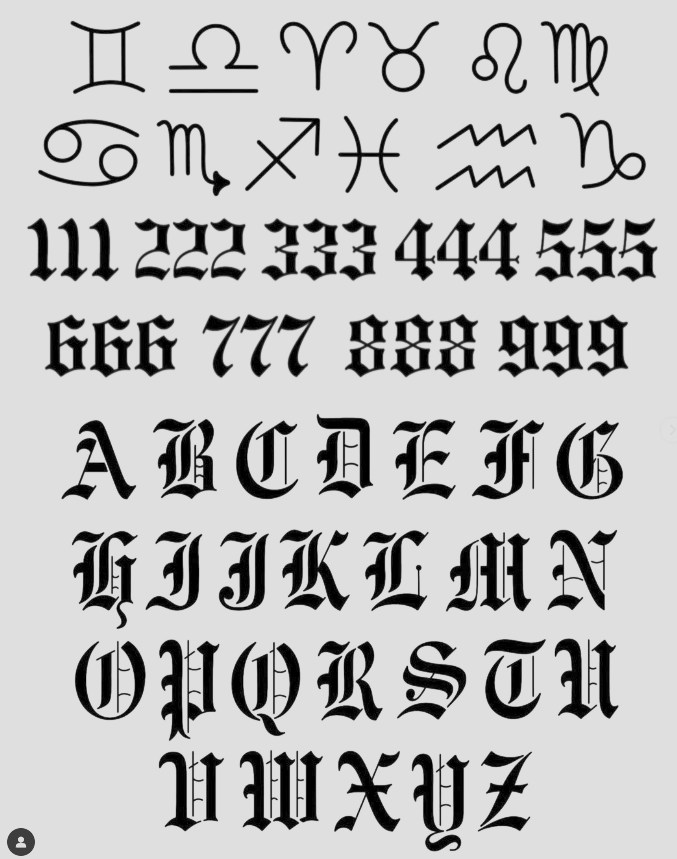 ♊ ♎ ♈ ♉ ♌ ♍
♋ ♏ ♐ ♓ ♒ ♑
111 222 333 444 555
666 777 888 999
A B C D E F G
H I J K L M N
O P Q R S T U
V W X Y Z